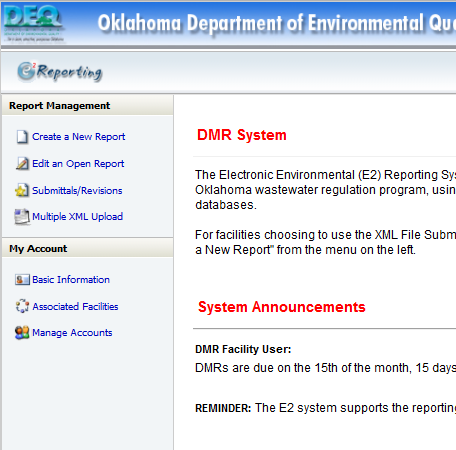 DEQ
Oklahoma Department of Environmental Qua
e2 Reporting
Report Management
Create a New Report
Edit an Open Report
Submittals/Revisions
Multiple XML Upload
My Account
Basic Information
Associated Facilities
Manage Accounts
DMR System
The Electronic Environmental (E2) Reporting Sys
Oklahoma wastewater regulation program, usin
databases.
For facilities choosing to use the XML File Subm
a New Report" from the menu on the left.
System Announcements
DMR Facility User:
DMRs are due on the 15th of the month, 15 days
REMINDER: The E2 system supports the reporting